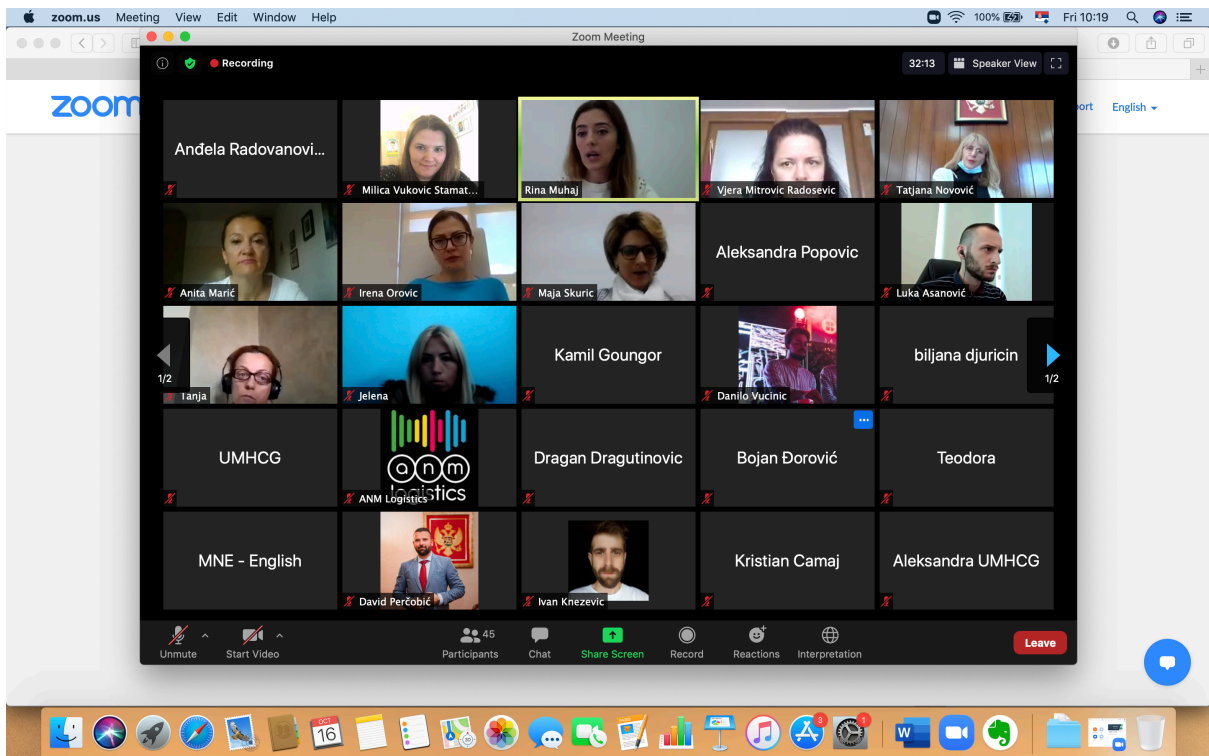 zoom.us Meeting View Edit Window Help 100% Fri 10:19
Zoom Meeting
Recording 32:13 Speaker View
zoom
port English
Anđela Radovanovi...
Milica Vukovic Stamat...
Rina Muhaj
Vjera Mitrovic Radosevic
Tatjana Novović
Anita Marić
Irena Orovic
Maja Skuric
Aleksandra Popovic
Luka Asanović
Tanja
Jelena
Kamil Goungor
Danilo Vucinic
biljana djuricin
1/2
1/2
UMHCG
anm
logistics
ANM Logistics
Dragan Dragutinovic
Bojan Đorović
Teodora
MNE - English
David Perčobić
Ivan Knezevic
Kristian Camaj
Aleksandra UMHCG
45
Unmute Start Video Participants Chat Share Screen Record Reactions Interpretation Leave
OCT
16
3
1
W